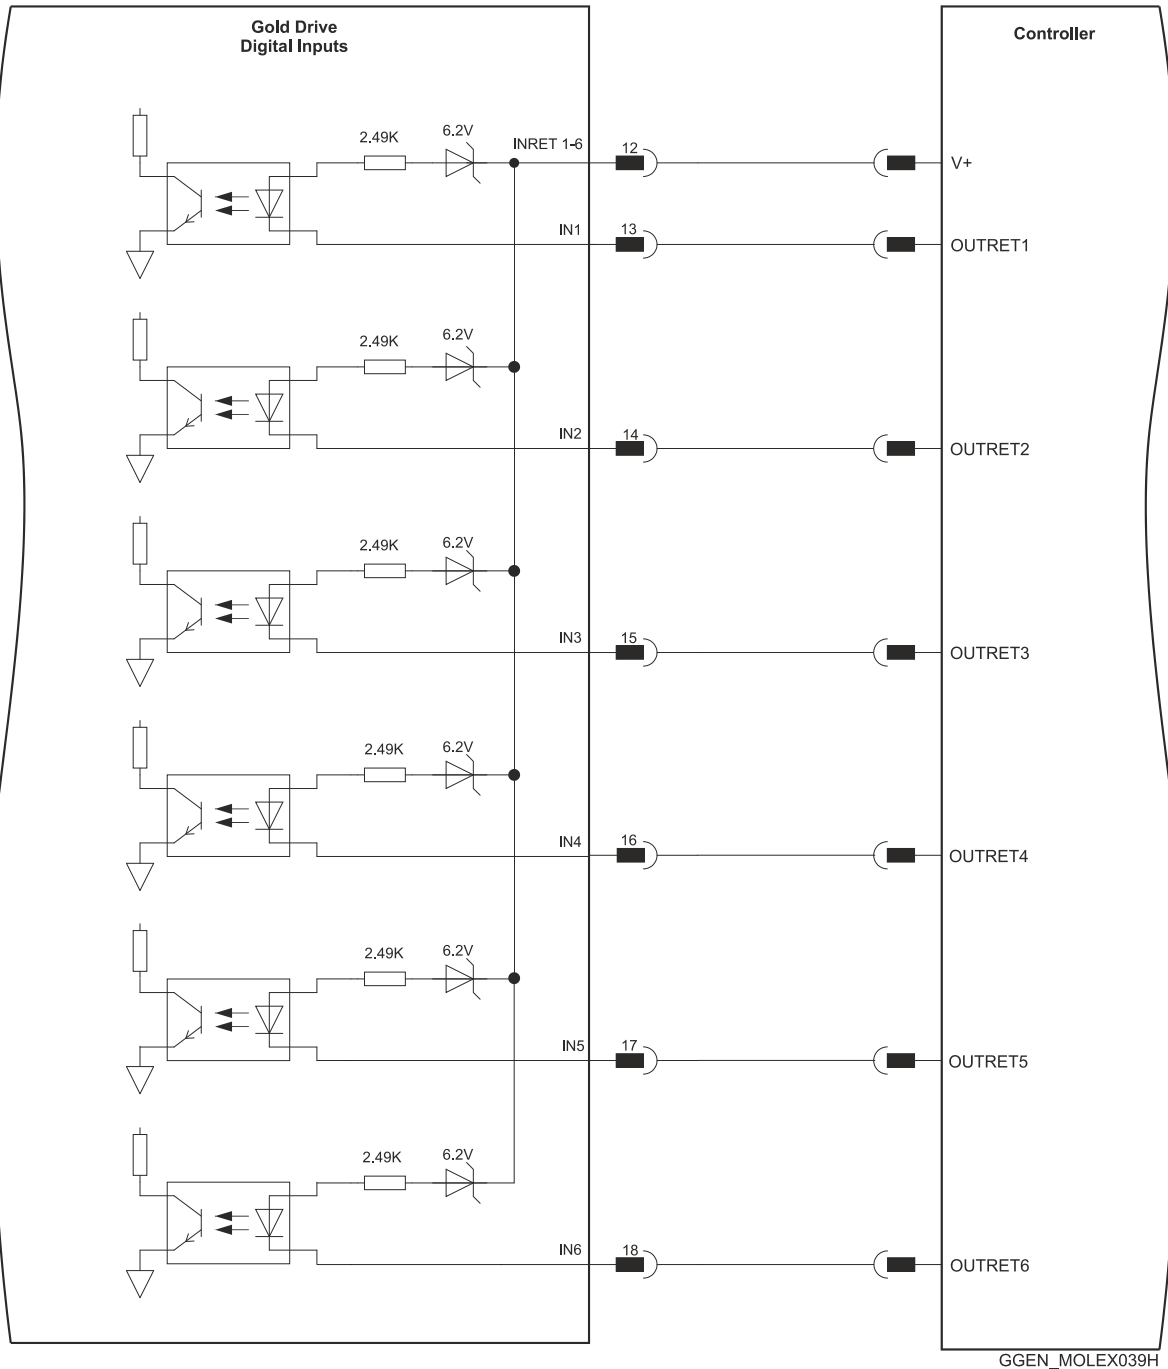 Gold Drive
Digital Inputs
Controller
2.49K
6.2V
INRET 1-6
12
V+
IN1
13
OUTRET1
2.49K
6.2V
IN2
14
OUTRET2
2.49K
6.2V
IN3
15
OUTRET3
2.49K
6.2V
IN4
16
OUTRET4
2.49K
6.2V
IN5
17
OUTRET5
2.49K
6.2V
IN6
18
OUTRET6
GGEN_MOLEX039H